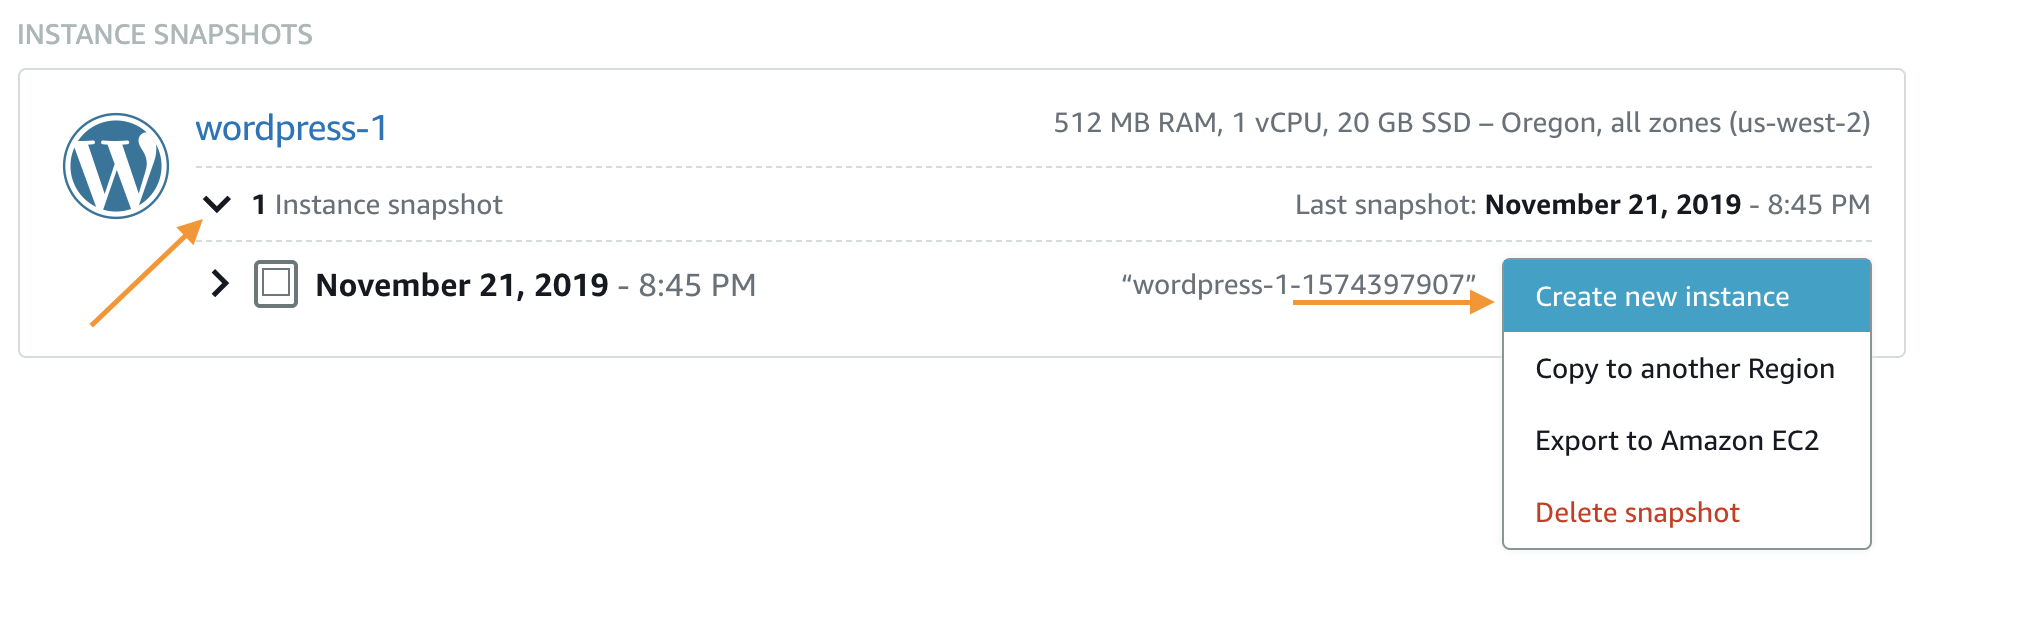 INSTANCE SNAPSHOTS
wordpress-1
512 MB RAM, 1 vCPU, 20 GB SSD – Oregon, all zones (us-west-2)
1 Instance snapshot
Last snapshot: November 21, 2019 - 8:45 PM
November 21, 2019 - 8:45 PM
“wordpress-1-1574397907”
Create new instance
Copy to another Region
Export to Amazon EC2
Delete snapshot